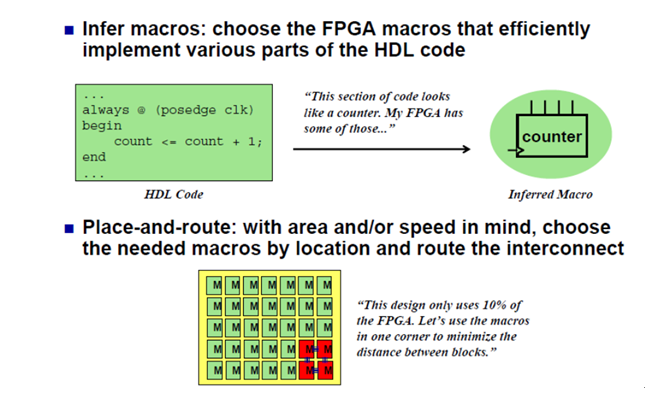 Infer macros: choose the FPGA macros that efficiently
implement various parts of the HDL code
...
always @ (posedge clk)
begin
count <= count + 1;
end
...
"This section of code looks
like a counter. My FPGA has
some of those..."
counter
HDL Code
Inferred Macro
Place-and-route: with area and/or speed in mind, choose
the needed macros by location and route the interconnect
M M M M M M M
M M M M M M M
M M M M M M M
M M M M M M M
M M M M M M M
"This design only uses 10% of
the FPGA. Let's use the macros
in one corner to minimize the
distance between blocks."